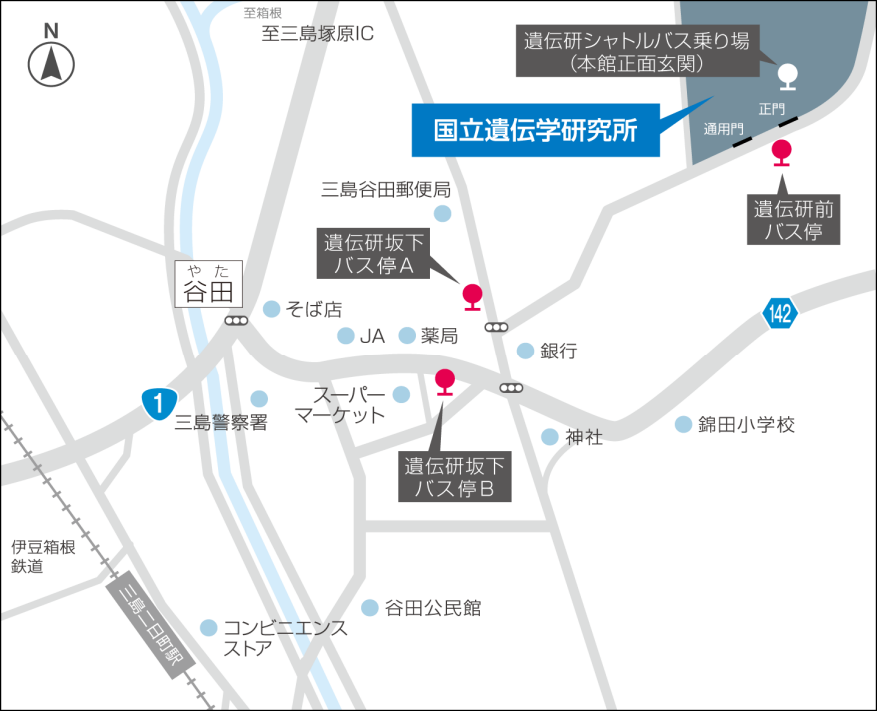 至箱根
至三島塚原IC
N
遺伝研シャトルバス乗り場
（本館正面玄関）
国立遺伝学研究所
正門
通用門
三島谷田郵便局
遺伝研前
バス停
遺伝研坂下
バス停A
やた
谷田
そば店
142
JA
薬局
銀行
1
三島警察署
スーパー
マーケット
神社
錦田小学校
遺伝研坂下
バス停B
伊豆箱根
鉄道
三島二日町駅
谷田公民館
コンビニエンス
ストア